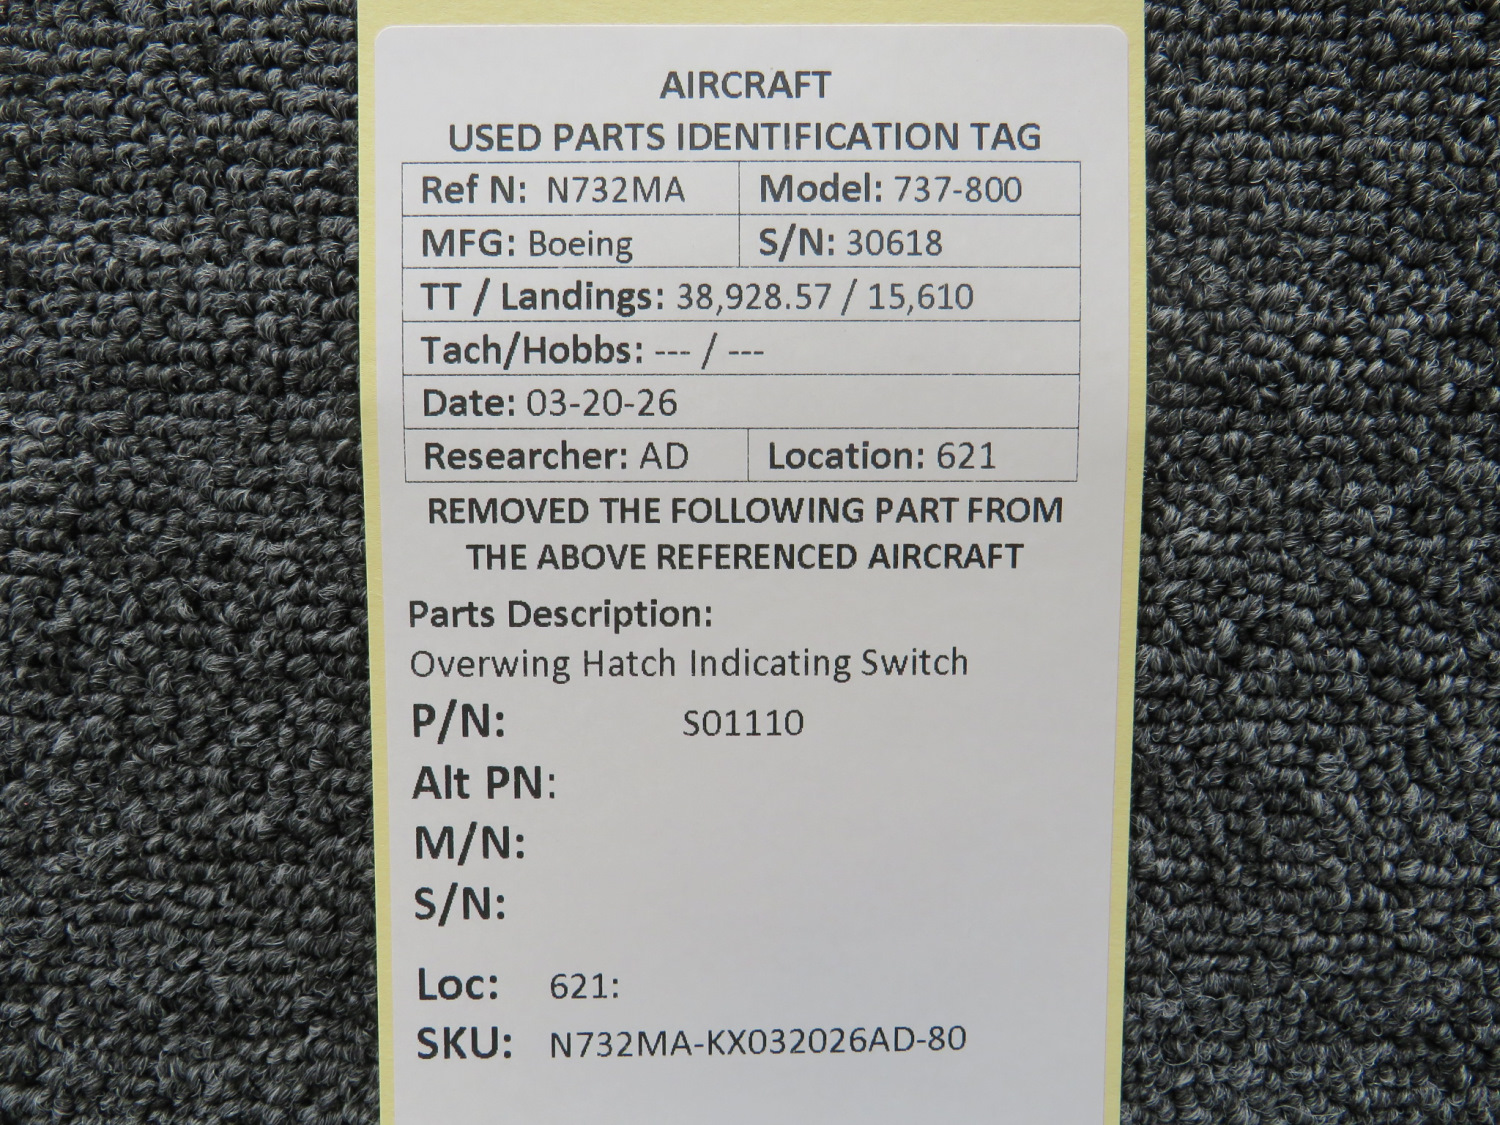 AIRCRAFT
USED PARTS IDENTIFICATION TAG
Ref N: N732MA Model: 737-800
MFG: Boeing S/N: 30618
TT / Landings: 38,928.57 / 15,610
Tach/Hobbs: --- / ---
Date: 03-20-26
Researcher: AD Location: 621
REMOVED THE FOLLOWING PART FROM
THE ABOVE REFERENCED AIRCRAFT
Parts Description:
Overwing Hatch Indicating Switch
P/N: S01110
Alt PN:
M/N:
S/N:
Loc: 621:
SKU: N732MA-KX032026AD-80